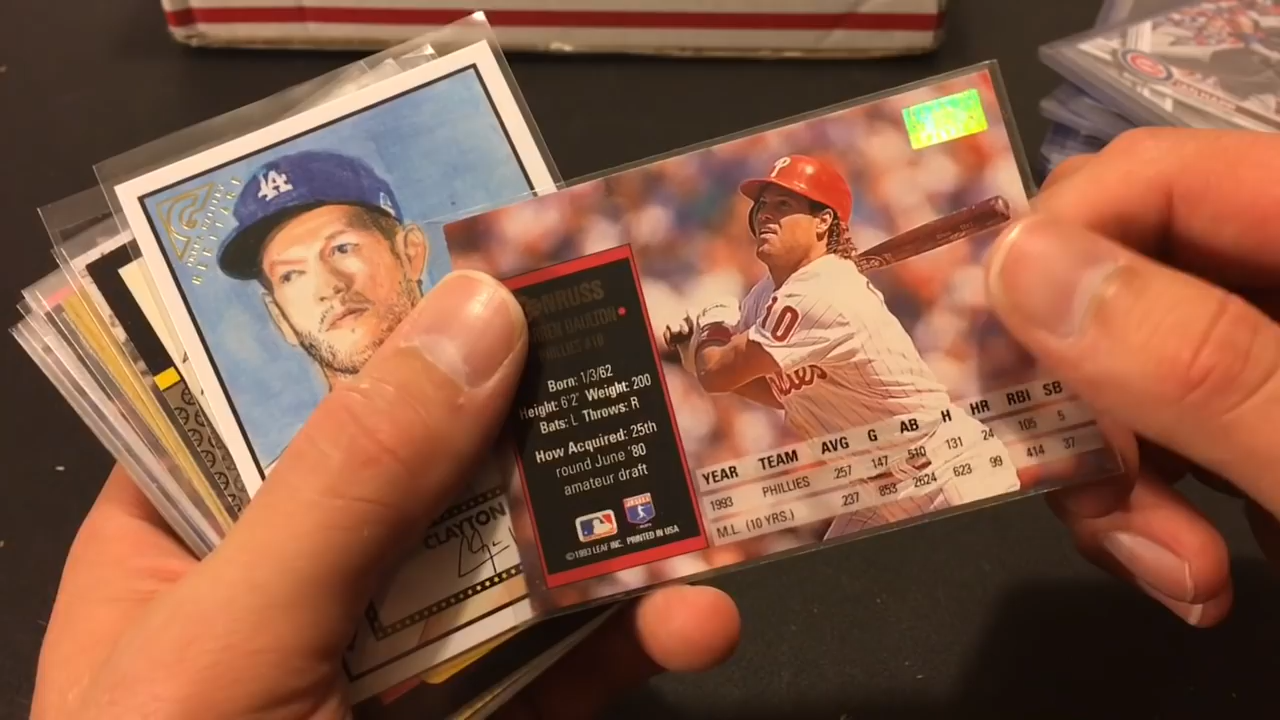 LA
CLAYTON
P
10
DONRUSS
DARREN DAULTON
PHILLIES #10
Born: 1/3/62
Height: 6'2" Weight: 200
Bats: L Throws: R
How Acquired: 25th
round June '80
amateur draft
©1993 LEAF INC. PRINTED IN USA
YEAR TEAM AVG G AB H HR RBI SB
1993 PHILLIES .257 147 510 131 24 105 5
M.L. (10 YRS.) .237 853 2624 623 99 414 37